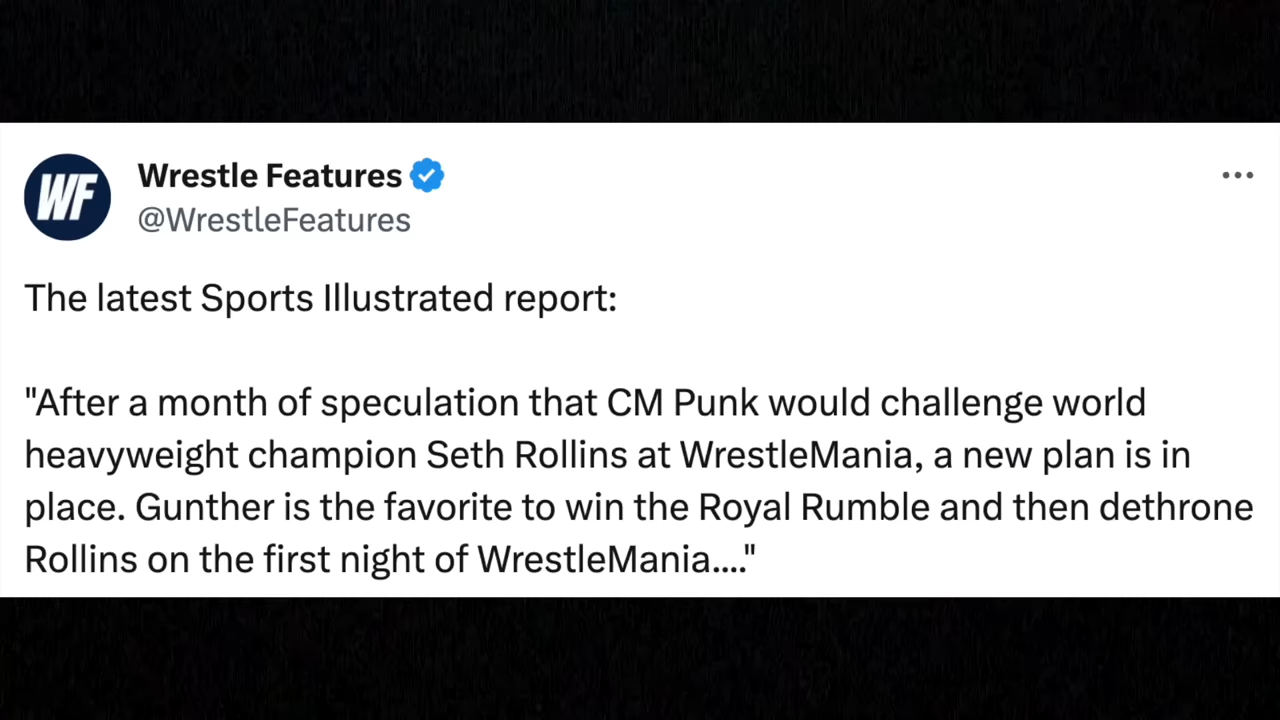 WF
Wrestle Features
@WrestleFeatures
The latest Sports Illustrated report:
"After a month of speculation that CM Punk would challenge world
heavyweight champion Seth Rollins at WrestleMania, a new plan is in
place. Gunther is the favorite to win the Royal Rumble and then dethrone
Rollins on the first night of WrestleMania...."